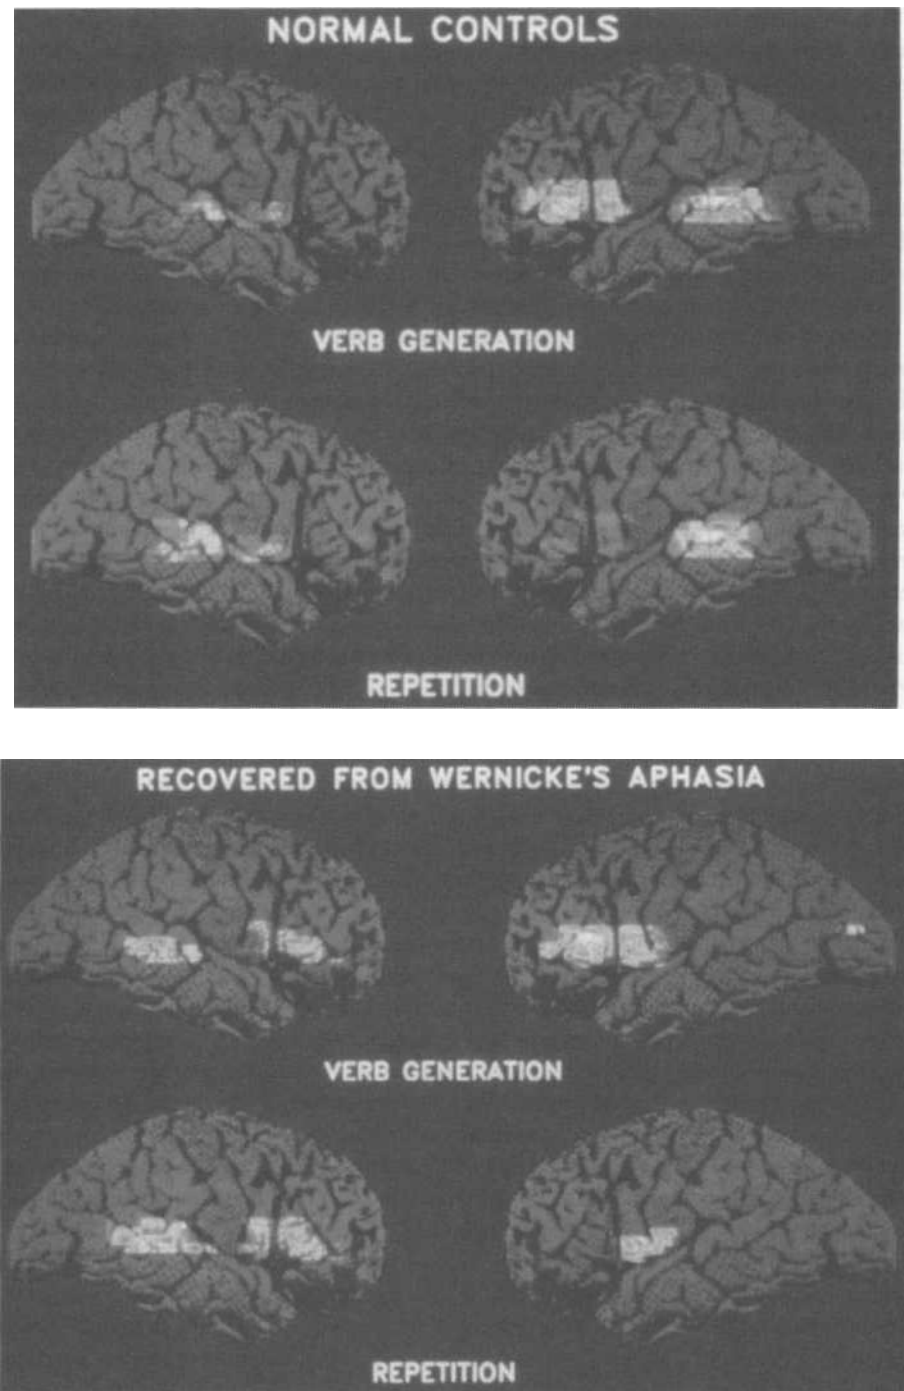 NORMAL CONTROLS
VERB GENERATION
REPETITION
RECOVERED FROM WERNICKE'S APHASIA
VERB GENERATION
REPETITION